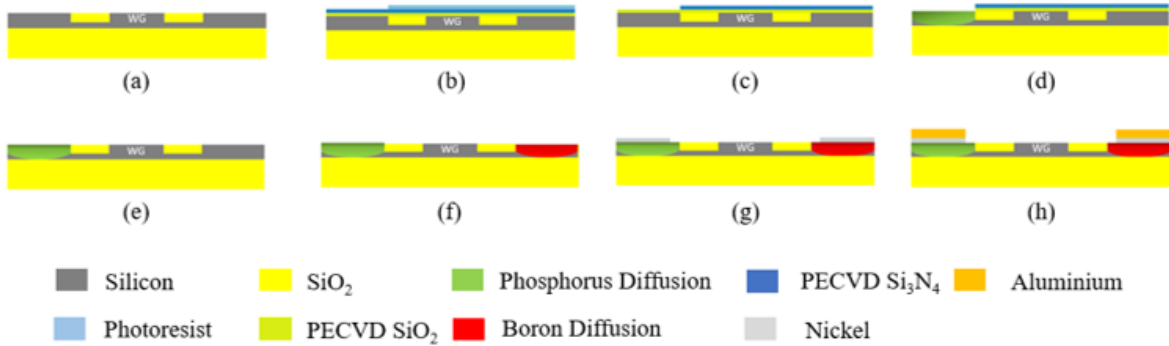 WG WG WG WG
(a) (b) (c) (d)
WG WG WG WG
(e) (f) (g) (h)
Silicon SiO₂ Phosphorus Diffusion PECVD Si₃N₄ Aluminium
Photoresist PECVD SiO₂ Boron Diffusion Nickel